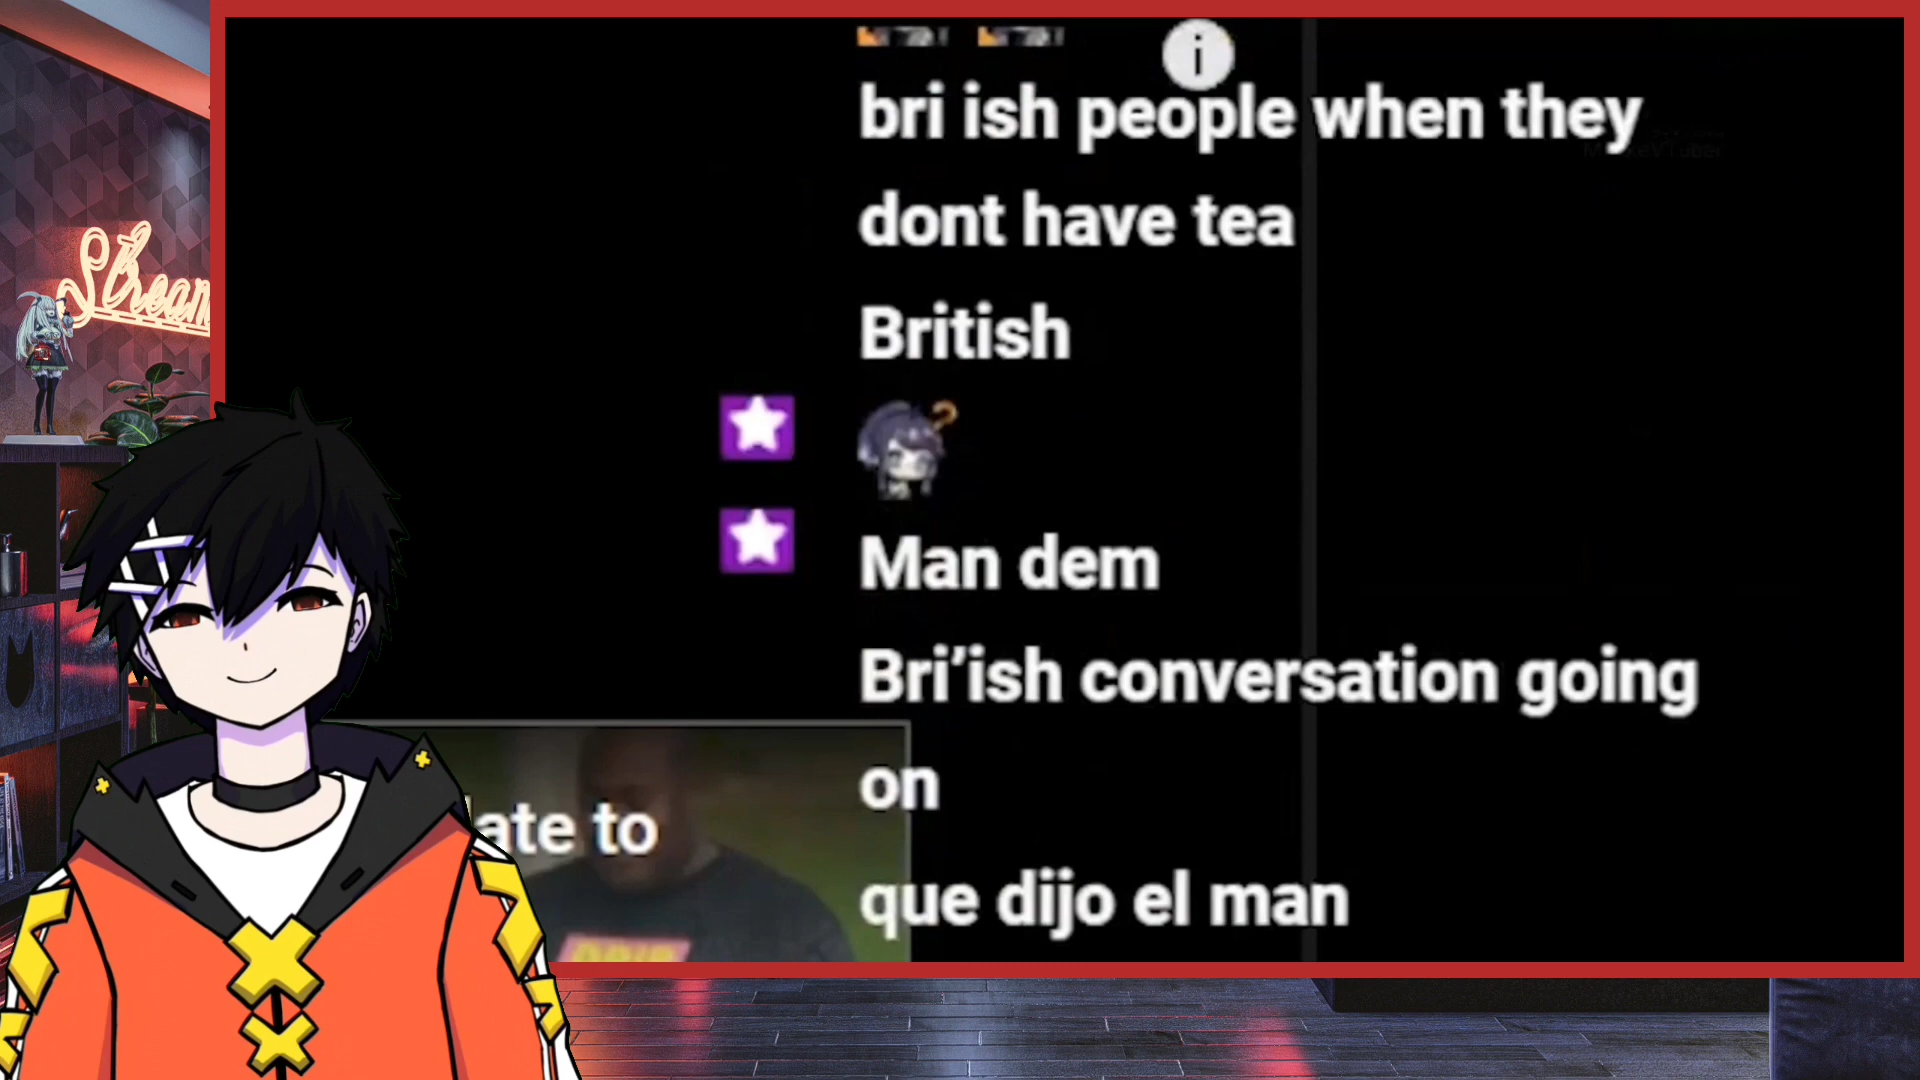 Stream
bri ish people when they
dont have tea
British
Man dem
Bri'ish conversation going
on
ate to
que dijo el man